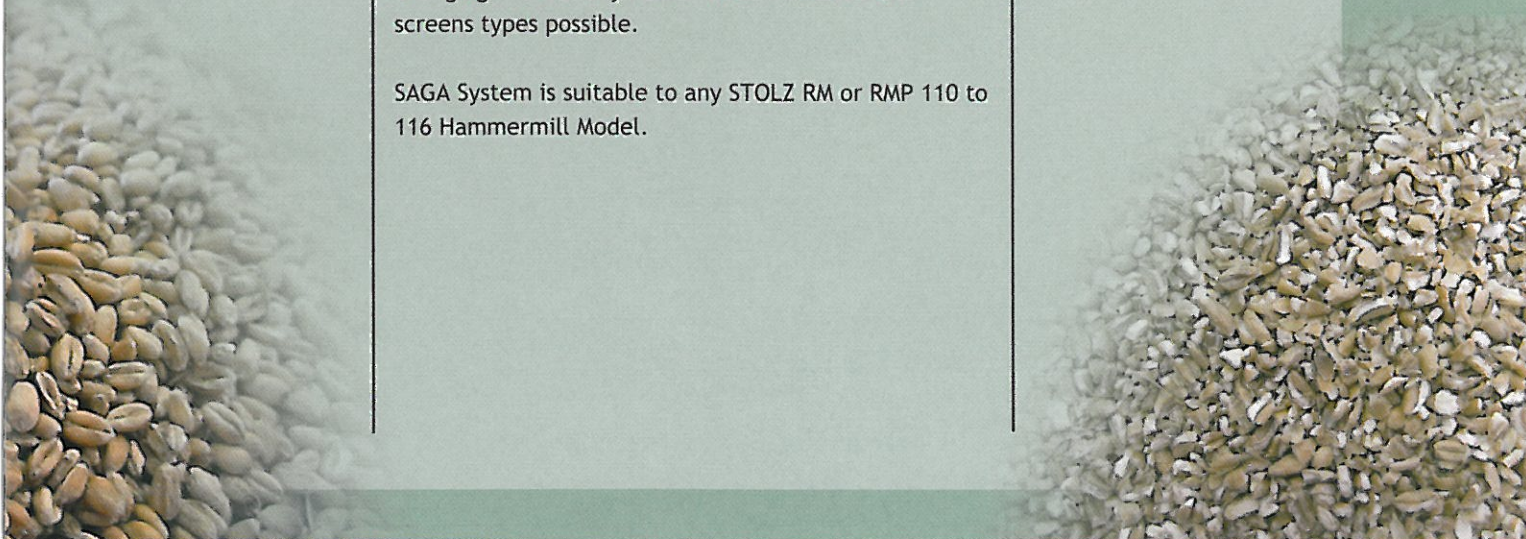 screens types possible.
SAGA System is suitable to any STOLZ RM or RMP 110 to
116 Hammermill Model.